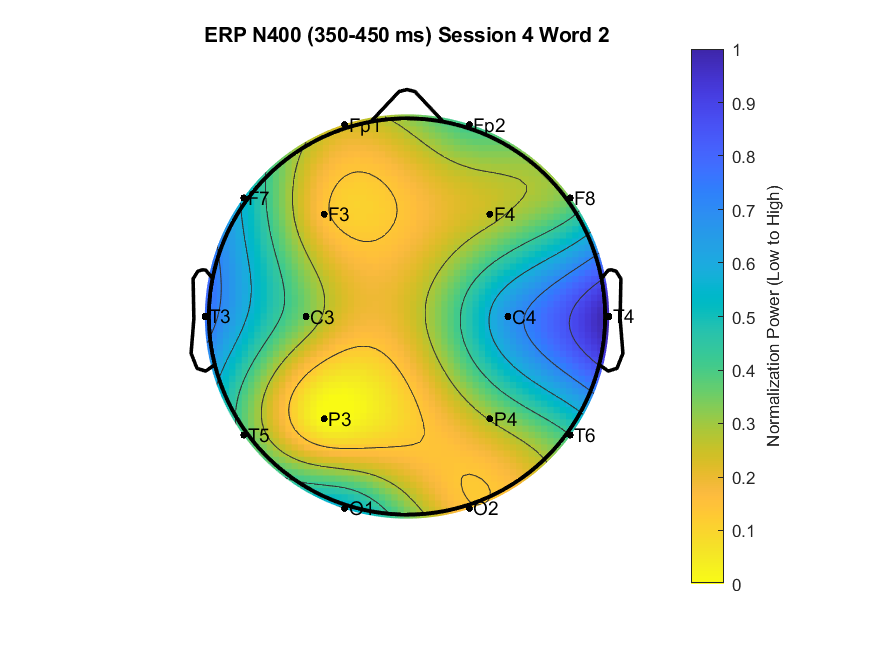 ERP N400 (350-450 ms) Session 4 Word 2
Fp1 Fp2
F7 F8
F3 F4
T3 C3 C4 T4
P3 P4
T5 T6
O1 O2
1
0.9
0.8
0.7
0.6
0.5
0.4
0.3
0.2
0.1
0
Normalization Power (Low to High)